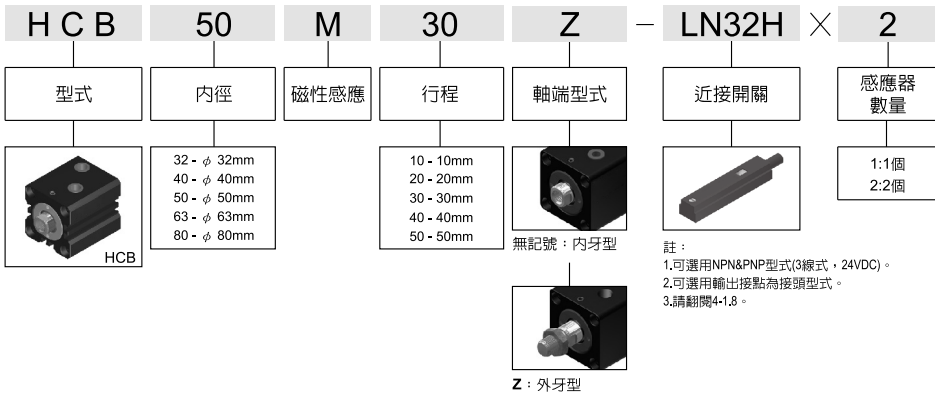 H C B 50 M 30 Z － LN32H × 2
型式 內徑 磁性感應 行程 軸端型式 近接開關 感應器
數量
HCB
32 - ϕ 32mm
40 - ϕ 40mm
50 - ϕ 50mm
63 - ϕ 63mm
80 - ϕ 80mm
10 - 10mm
20 - 20mm
30 - 30mm
40 - 40mm
50 - 50mm
無記號：內牙型
Z：外牙型
註：
1.可選用NPN&PNP型式(3線式，24VDC)。
2.可選用輸出接點為接頭型式。
3.請翻閱4-1.8。
1:1個
2:2個